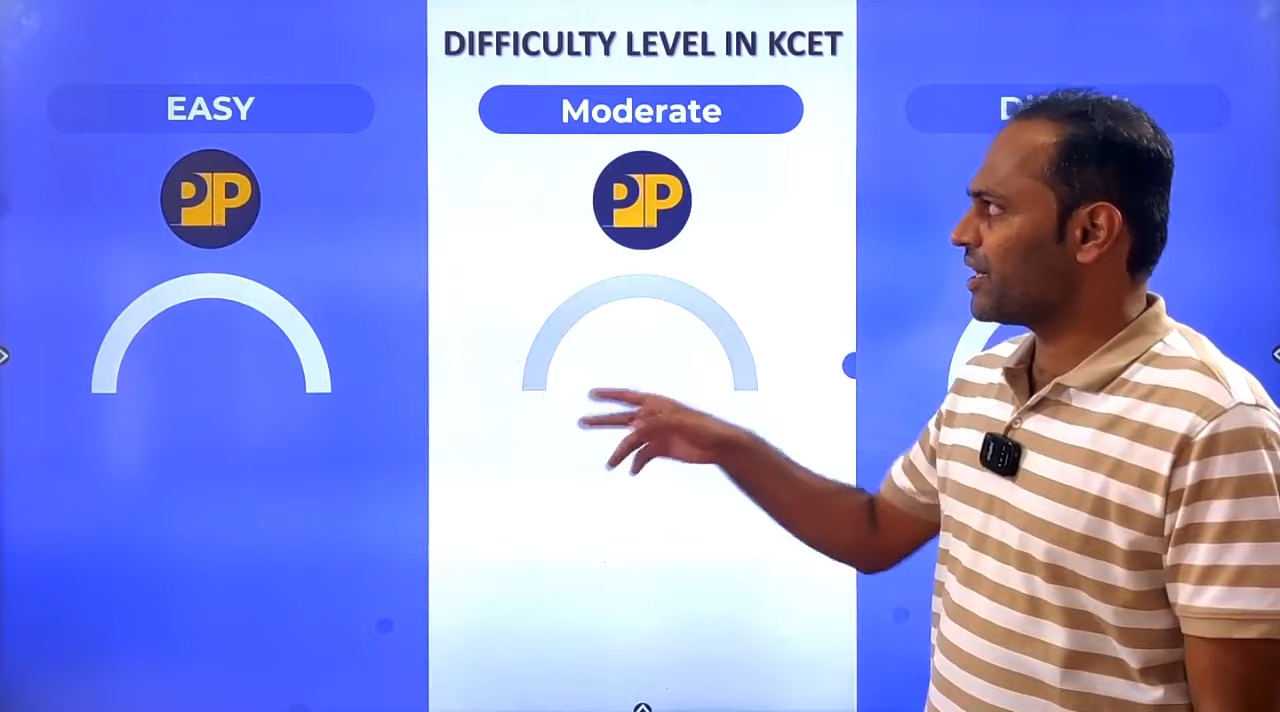 DIFFICULTY LEVEL IN KCET
EASY
Moderate
PP
PP